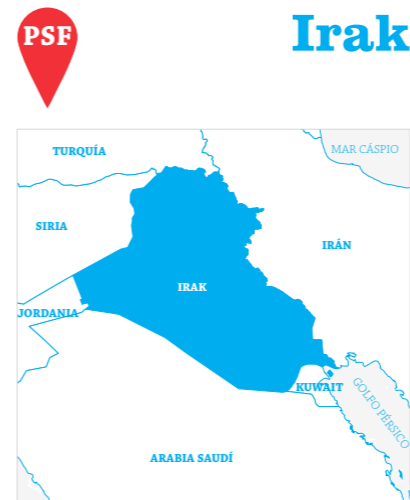 PSF
Irak
TURQUÍA
MAR CÁSPIO
SIRIA
IRÁN
IRAK
JORDANIA
KUWAIT
GOLFO PÉRSICO
ARABIA SAUDÍ